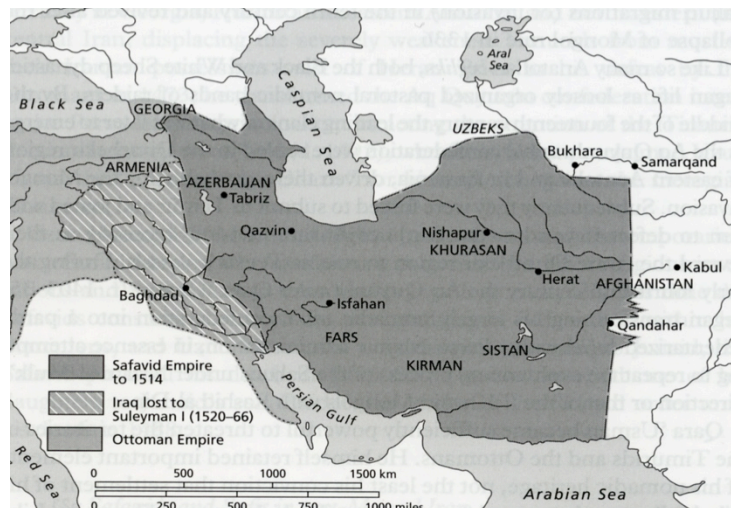 Black Sea
GEORGIA
ARMENIA
AZERBAIJAN
Tabriz
Qazvin
Caspian Sea
Aral
Sea
UZBEKS
Bukhara
Samarqand
Nishapur
KHURASAN
Herat
Kabul
AFGHANISTAN
Qandahar
Baghdad
Isfahan
FARS
KIRMAN
SISTAN
Persian Gulf
Red Sea
Arabian Sea
Safavid Empire
to 1514
Iraq lost to
Suleyman I (1520–66)
Ottoman Empire
0 500 1000 1500 km
0 250 500 750 1000 miles